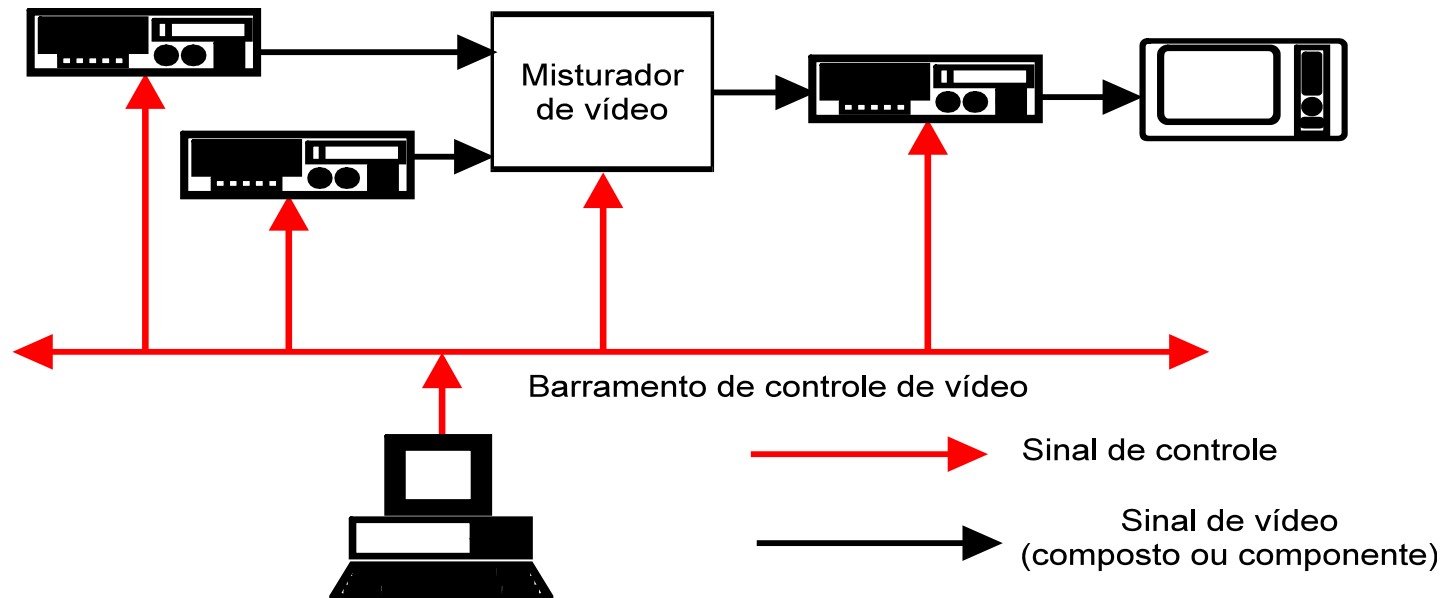 Misturador
de vídeo
Barramento de controle de vídeo
Sinal de controle
Sinal de vídeo
(composto ou componente)